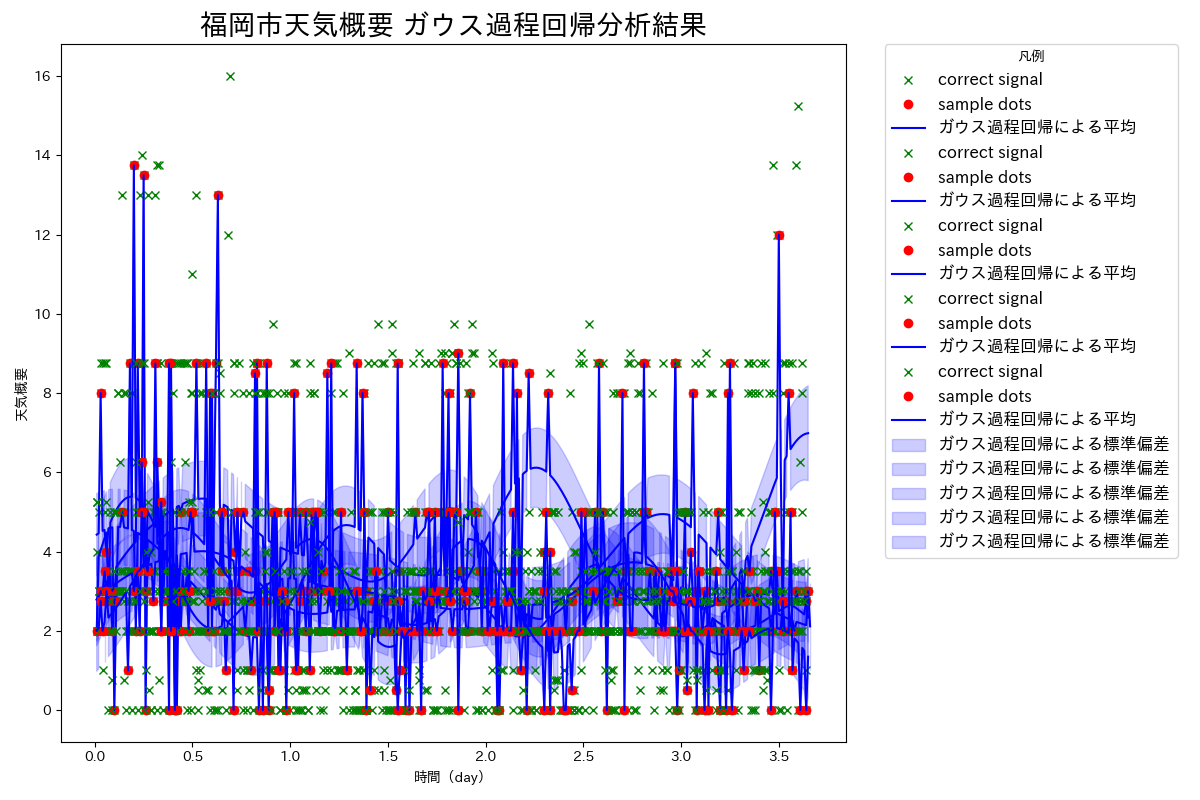 福岡市天気概要 ガウス過程回帰分析結果
天気概要
16
14
12
10
8
6
4
2
0
0.0
0.5
1.0
1.5
2.0
2.5
3.0
3.5
時間（day）
凡例
correct signal
sample dots
ガウス過程回帰による平均
correct signal
sample dots
ガウス過程回帰による平均
correct signal
sample dots
ガウス過程回帰による平均
correct signal
sample dots
ガウス過程回帰による平均
correct signal
sample dots
ガウス過程回帰による平均
ガウス過程回帰による標準偏差
ガウス過程回帰による標準偏差
ガウス過程回帰による標準偏差
ガウス過程回帰による標準偏差
ガウス過程回帰による標準偏差